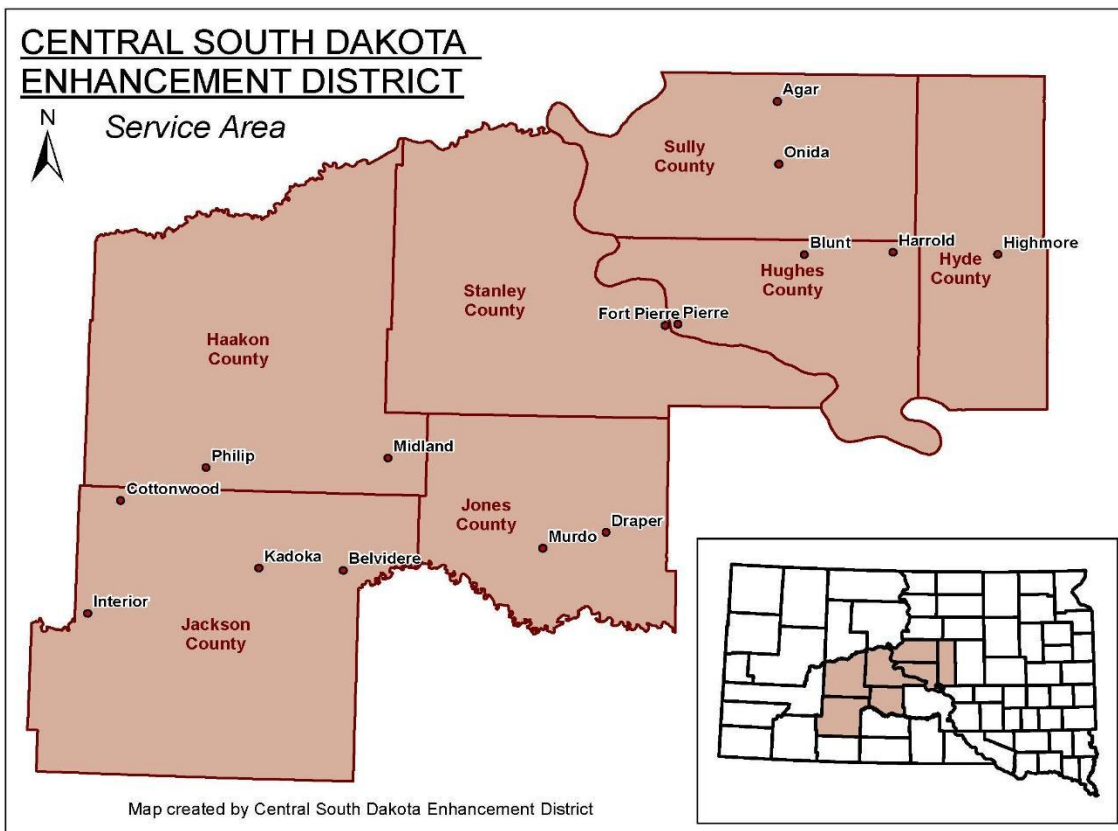 CENTRAL SOUTH DAKOTA
ENHANCEMENT DISTRICT
Service Area
N
Agar
Sully
County
Onida
Blunt
Harrold
Highmore
Hyde
County
Hughes
County
Stanley
County
Fort Pierre
Pierre
Haakon
County
Midland
Philip
Cottonwood
Jones
County
Draper
Murdo
Kadoka
Belvidere
Interior
Jackson
County
Map created by Central South Dakota Enhancement District